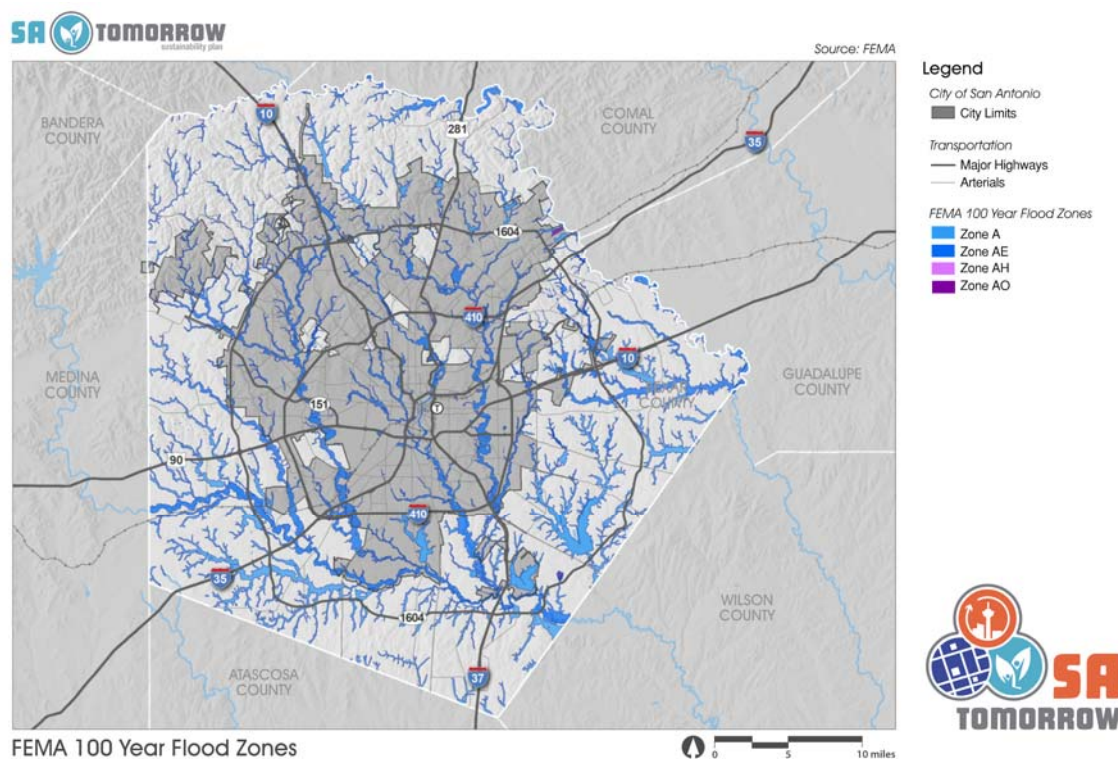 SA TOMORROW
sustainability plan
Source: FEMA
Legend
City of San Antonio
City Limits
Transportation
Major Highways
Arterials
FEMA 100 Year Flood Zones
Zone A
Zone AE
Zone AH
Zone AO
BANDERA
COUNTY
COMAL
COUNTY
10
281
35
1604
410
10
MEDINA
COUNTY
GUADALUPE
COUNTY
COUNTY
151
90
410
35
1604
WILSON
COUNTY
ATASCOSA
COUNTY
37
FEMA 100 Year Flood Zones
0 5 10 miles
SA
TOMORROW